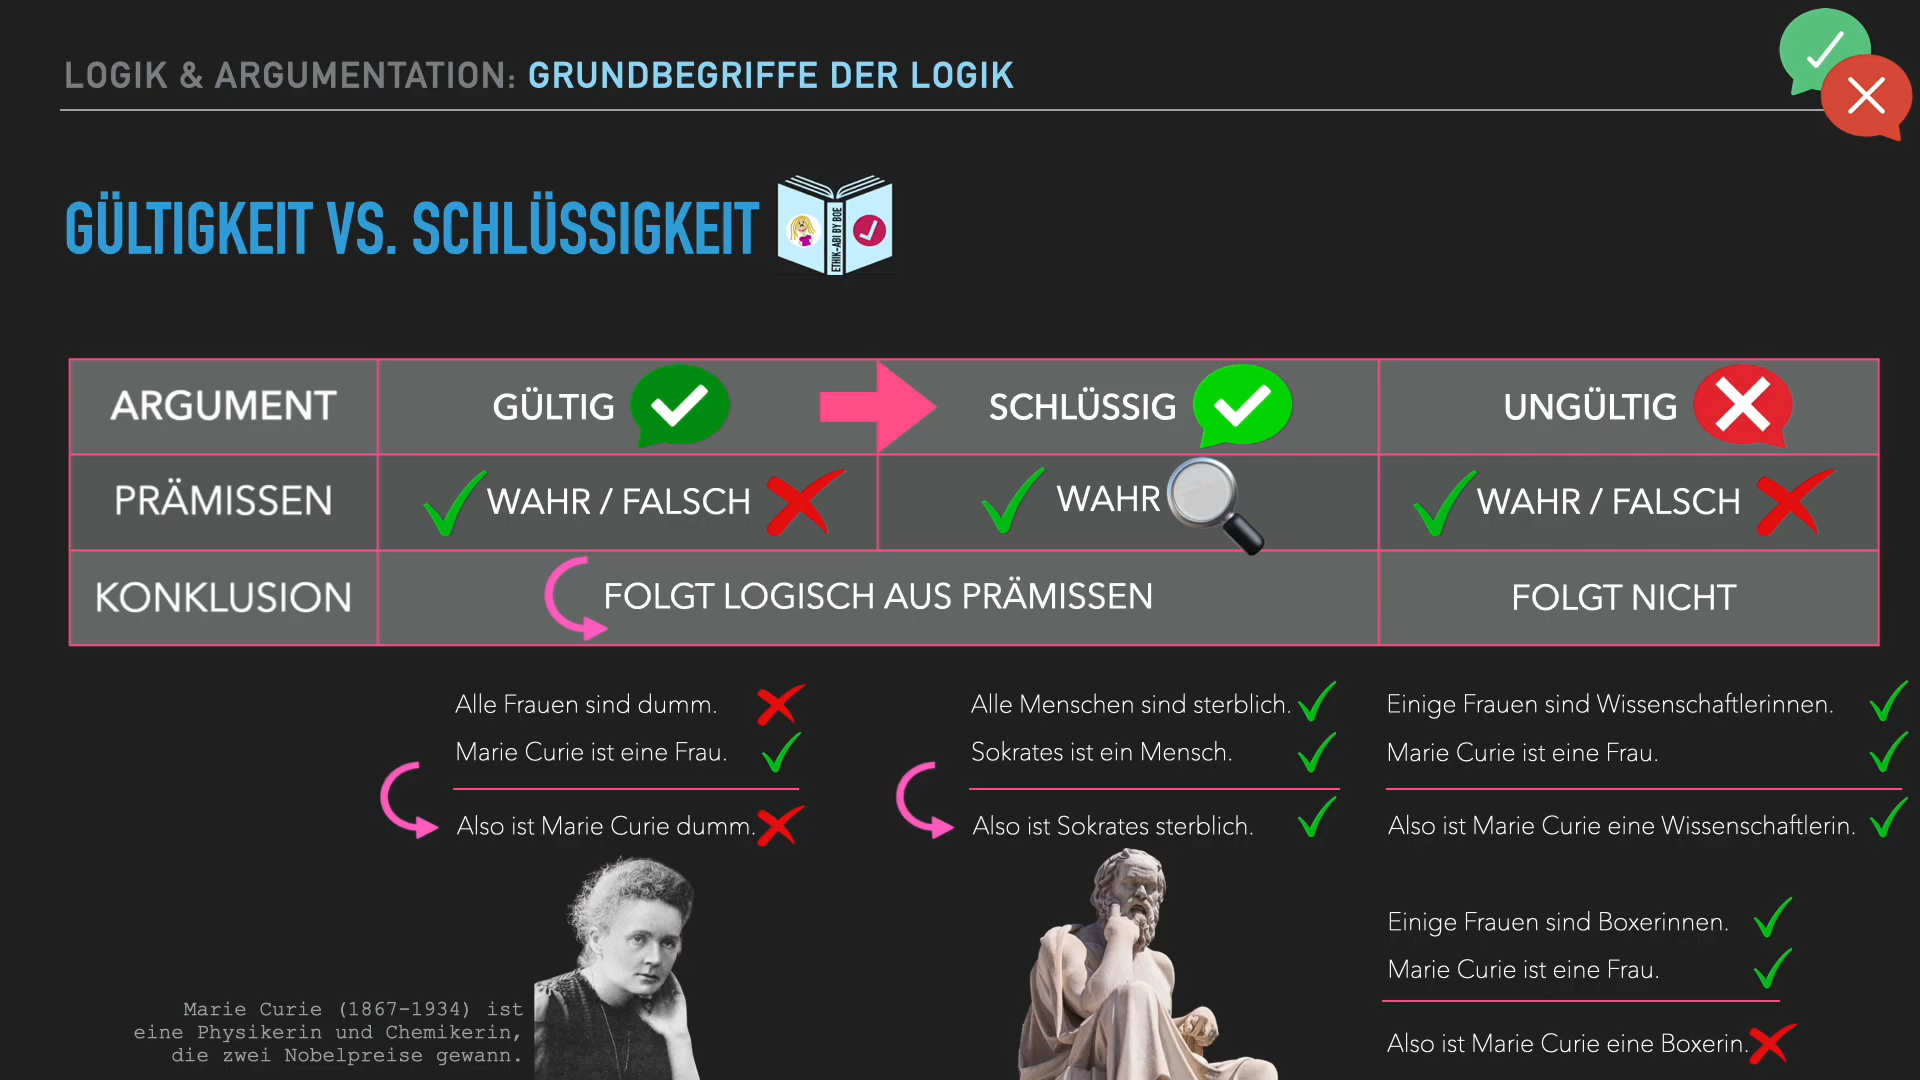 LOGIK & ARGUMENTATION: GRUNDBEGRIFFE DER LOGIK
GÜLTIGKEIT VS. SCHLÜSSIGKEIT
ETHIK-ABI BY BOE
ARGUMENT GÜLTIG SCHLÜSSIG UNGÜLTIG
PRÄMISSEN WAHR / FALSCH WAHR WAHR / FALSCH
KONKLUSION FOLGT LOGISCH AUS PRÄMISSEN FOLGT NICHT
Alle Frauen sind dumm.
Marie Curie ist eine Frau.
Also ist Marie Curie dumm.
Alle Menschen sind sterblich.
Sokrates ist ein Mensch.
Also ist Sokrates sterblich.
Einige Frauen sind Wissenschaftlerinnen.
Marie Curie ist eine Frau.
Also ist Marie Curie eine Wissenschaftlerin.
Einige Frauen sind Boxerinnen.
Marie Curie ist eine Frau.
Also ist Marie Curie eine Boxerin.
Marie Curie (1867-1934) ist
eine Physikerin und Chemikerin,
die zwei Nobelpreise gewann.